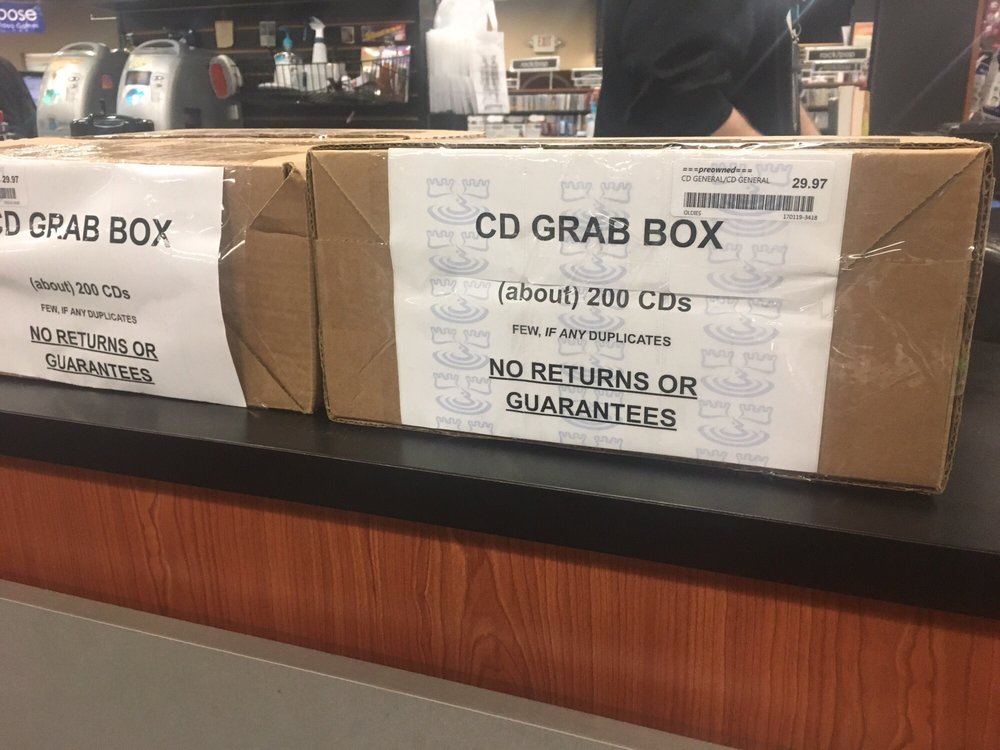 EXIT
29.97
CD GRAB BOX
(about) 200 CDs
FEW, IF ANY DUPLICATES
NO RETURNS OR
GUARANTEES
===preowned===
CD GENERAL/CD GENERAL
29.97
OLDIES
170119-3418
CD GRAB BOX
(about) 200 CDs
FEW, IF ANY DUPLICATES
NO RETURNS OR
GUARANTEES